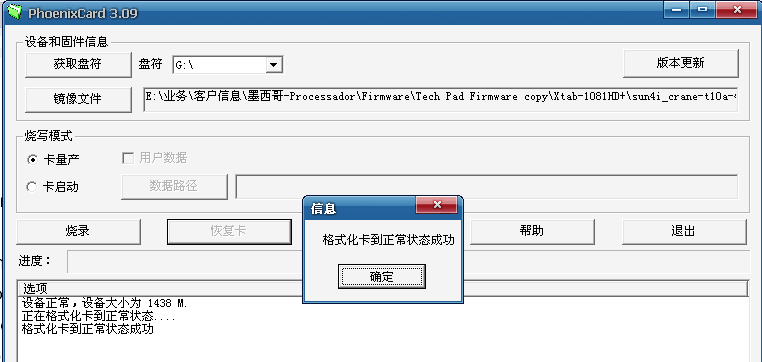 PhoenixCard 3.09
设备和固件信息
获取盘符 盘符 G:\ 版本更新
镜像文件 E:\业务\客户信息\墨西哥-Processador\Firmware\Tech Pad Firmware copy\Xtab-1081HD+\sun4i_crane-t10a-
烧写模式
卡量产 用户数据
卡启动 数据路径
烧录 恢复卡 帮助 退出
信息
格式化卡到正常状态成功
确定
进度：
选项
设备正常，设备大小为 1438 M.
正在格式化卡到正常状态....
格式化卡到正常状态成功